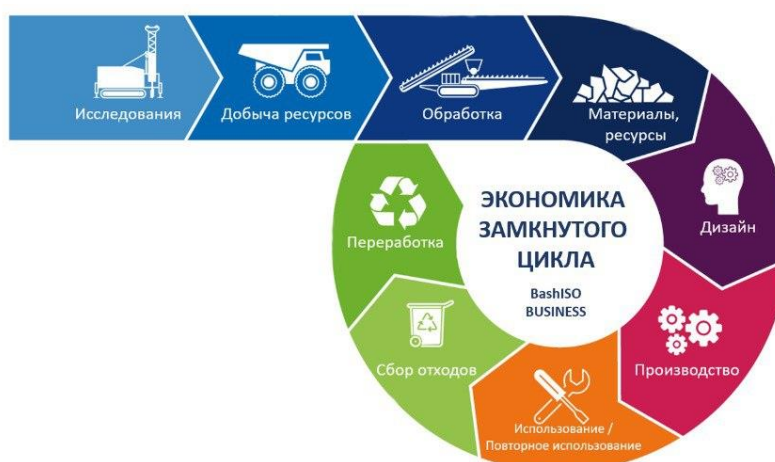 Исследования
Добыча ресурсов
Обработка
Материалы,
ресурсы
Дизайн
Производство
Использование /
Повторное использование
Сбор отходов
Переработка
ЭКОНОМИКА
ЗАМКНУТОГО
ЦИКЛА
BashISO
BUSINESS